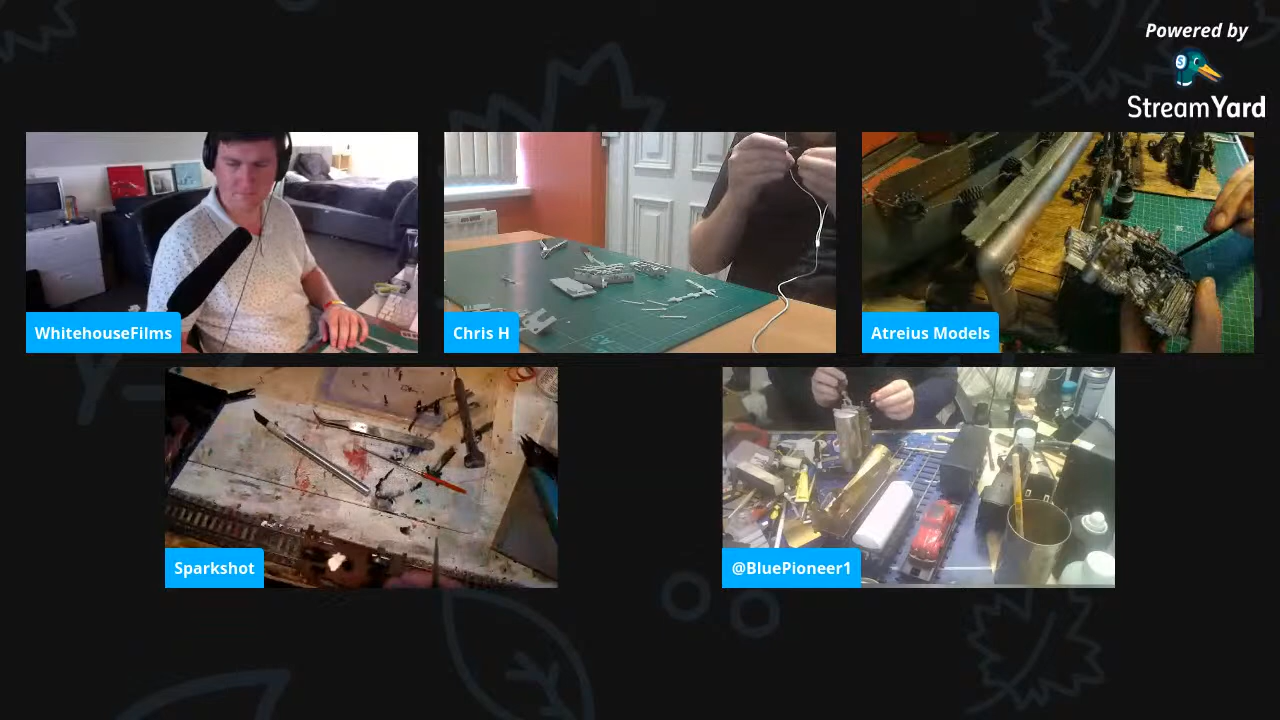 Powered by
StreamYard
WhitehouseFilms
Chris H
Atreius Models
Sparkshot
@BluePioneer1